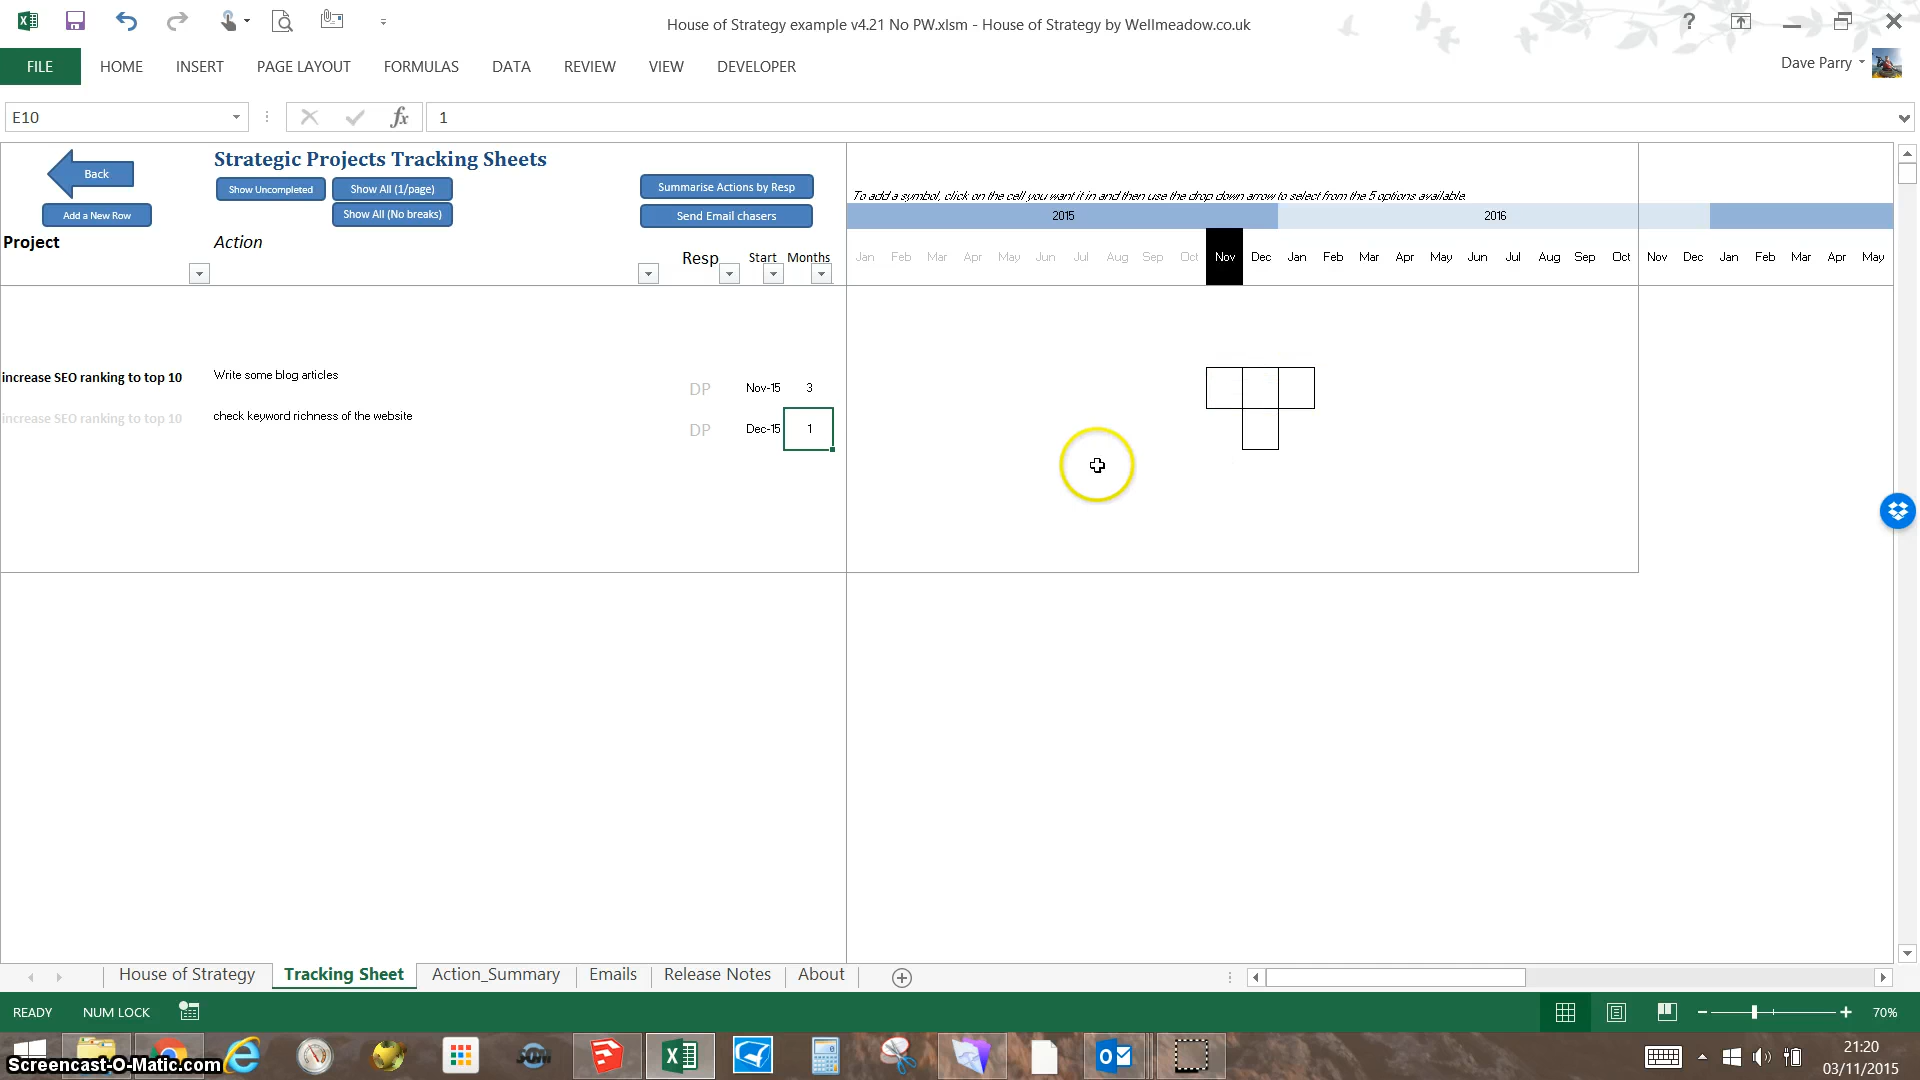 House of Strategy example v4.21 No PW.xlsm - House of Strategy by Wellmeadow.co.uk
?
FILE HOME INSERT PAGE LAYOUT FORMULAS DATA REVIEW VIEW DEVELOPER
Dave Parry
E10 fx 1
Back
Strategic Projects Tracking Sheets
Show Uncompleted Show All (1/page) Summarise Actions by Resp
Add a New Row Show All (No breaks) Send Email chasers
To add a symbol, click on the cell you want it in and then use the drop down arrow to select from the 5 options available.
2015 2016
Project Action Resp Start Months
Jan Feb Mar Apr May Jun Jul Aug Sep Oct Nov Dec Jan Feb Mar Apr May Jun Jul Aug Sep Oct Nov Dec Jan Feb Mar Apr May
increase SEO ranking to top 10 Write some blog articles DP Nov-15 3
increase SEO ranking to top 10 check keyword richness of the website DP Dec-15 1
House of Strategy Tracking Sheet Action_Summary Emails Release Notes About
READY NUM LOCK 70%
Screencast-O-Matic.com
21:20
03/11/2015